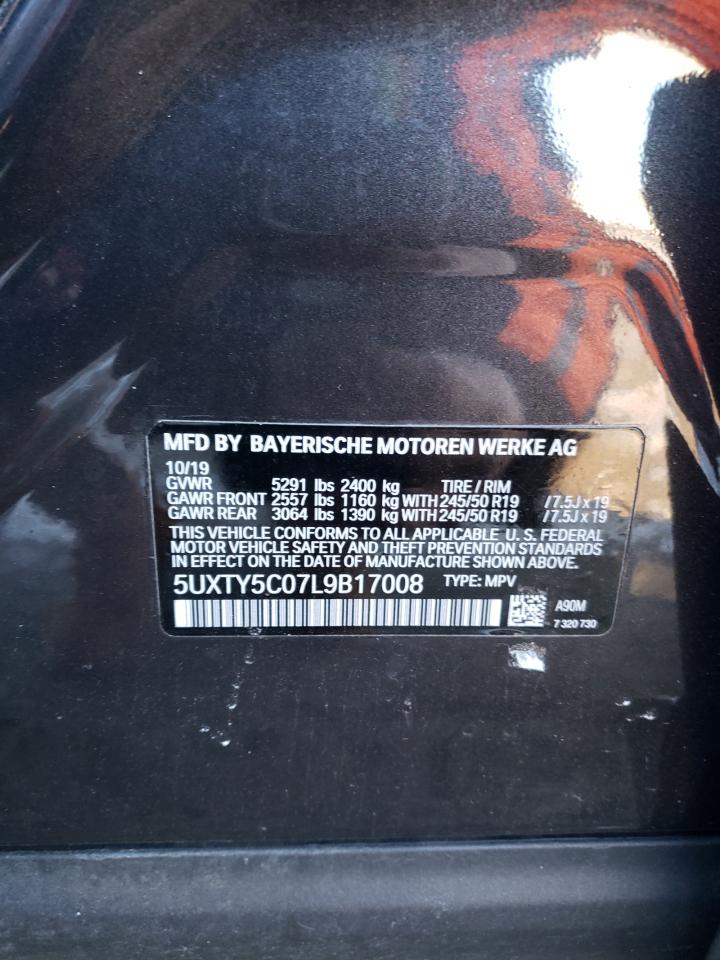 MFD BY BAYERISCHE MOTOREN WERKE AG
10/19
GVWR 5291 lbs 2400 kg TIRE / RIM
GAWR FRONT 2557 lbs 1160 kg WITH 245/50 R19 /7.5J x 19
GAWR REAR 3064 lbs 1390 kg WITH 245/50 R19 /7.5J x 19
THIS VEHICLE CONFORMS TO ALL APPLICABLE U. S. FEDERAL
MOTOR VEHICLE SAFETY AND THEFT PREVENTION STANDARDS
IN EFFECT ON THE DATE OF MANUFACTURE SHOWN ABOVE.
5UXTY5C07L9B17008 TYPE: MPV
A90M
7 320 730